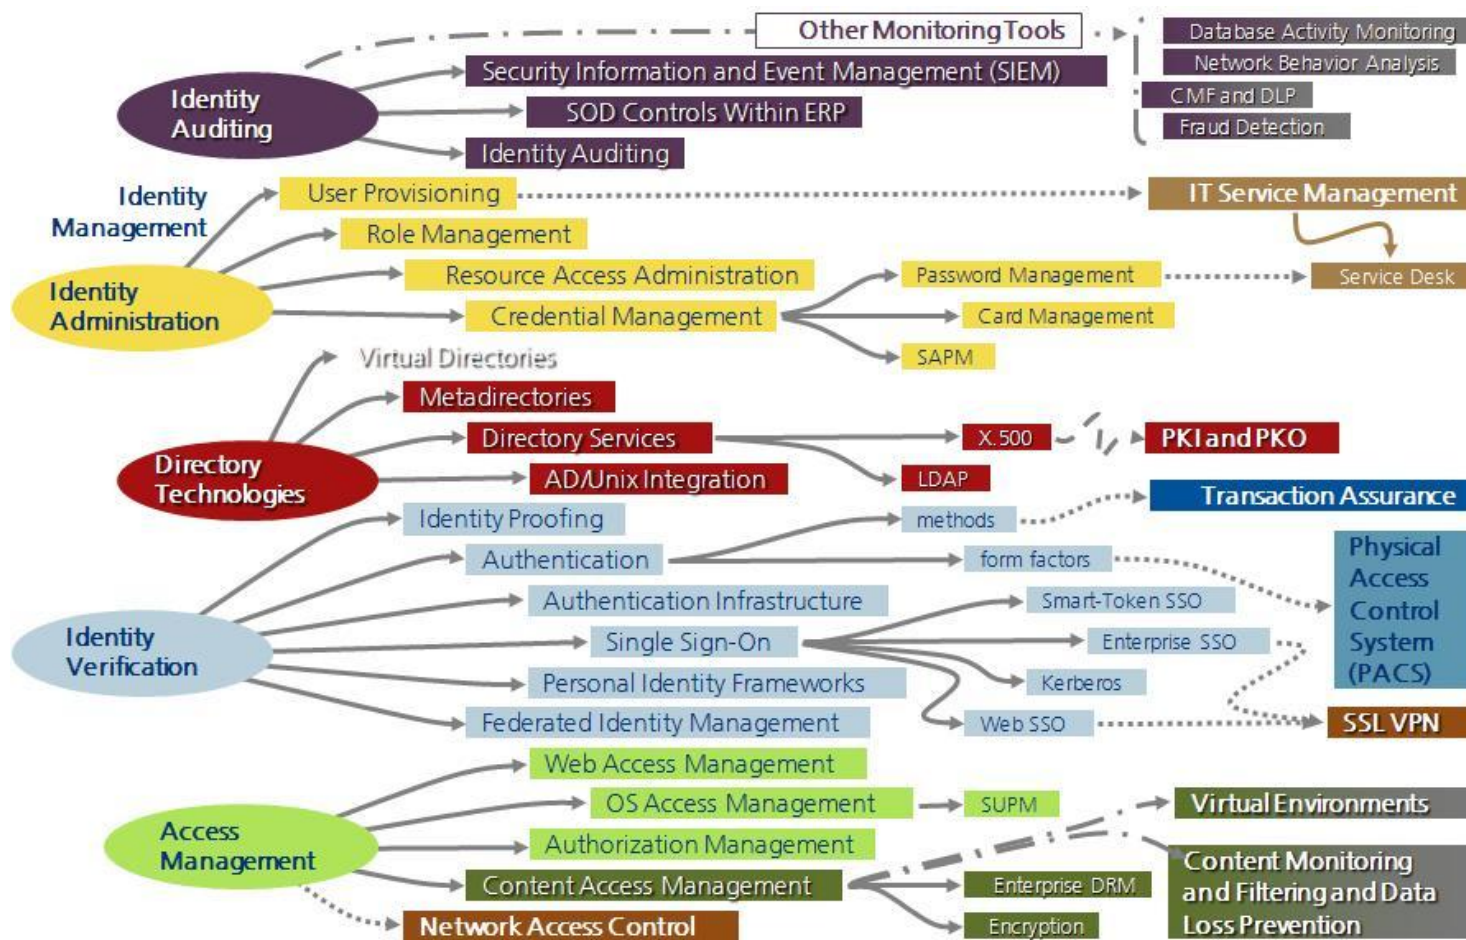 Other Monitoring Tools
Database Activity Monitoring
Network Behavior Analysis
CMF and DLP
Fraud Detection
Security Information and Event Management (SIEM)
SOD Controls Within ERP
Identity Auditing
Identity
Auditing
Identity
Management
User Provisioning
IT Service Management
Role Management
Resource Access Administration
Password Management
Service Desk
Identity
Administration
Credential Management
Card Management
SAPM
Virtual Directories
Metadirectories
Directory Services
X.500
PKI and PKO
Directory
Technologies
AD/Unix Integration
LDAP
Transaction Assurance
Identity Proofing
methods
Authentication
form factors
Physical
Access
Control
System
(PACS)
Authentication Infrastructure
Smart-Token SSO
Identity
Verification
Single Sign-On
Enterprise SSO
Personal Identity Frameworks
Kerberos
Federated Identity Management
Web SSO
SSL VPN
Web Access Management
OS Access Management
SUPM
Virtual Environments
Access
Management
Authorization Management
Content Access Management
Enterprise DRM
Encryption
Content Monitoring
and Filtering and Data
Loss Prevention
Network Access Control